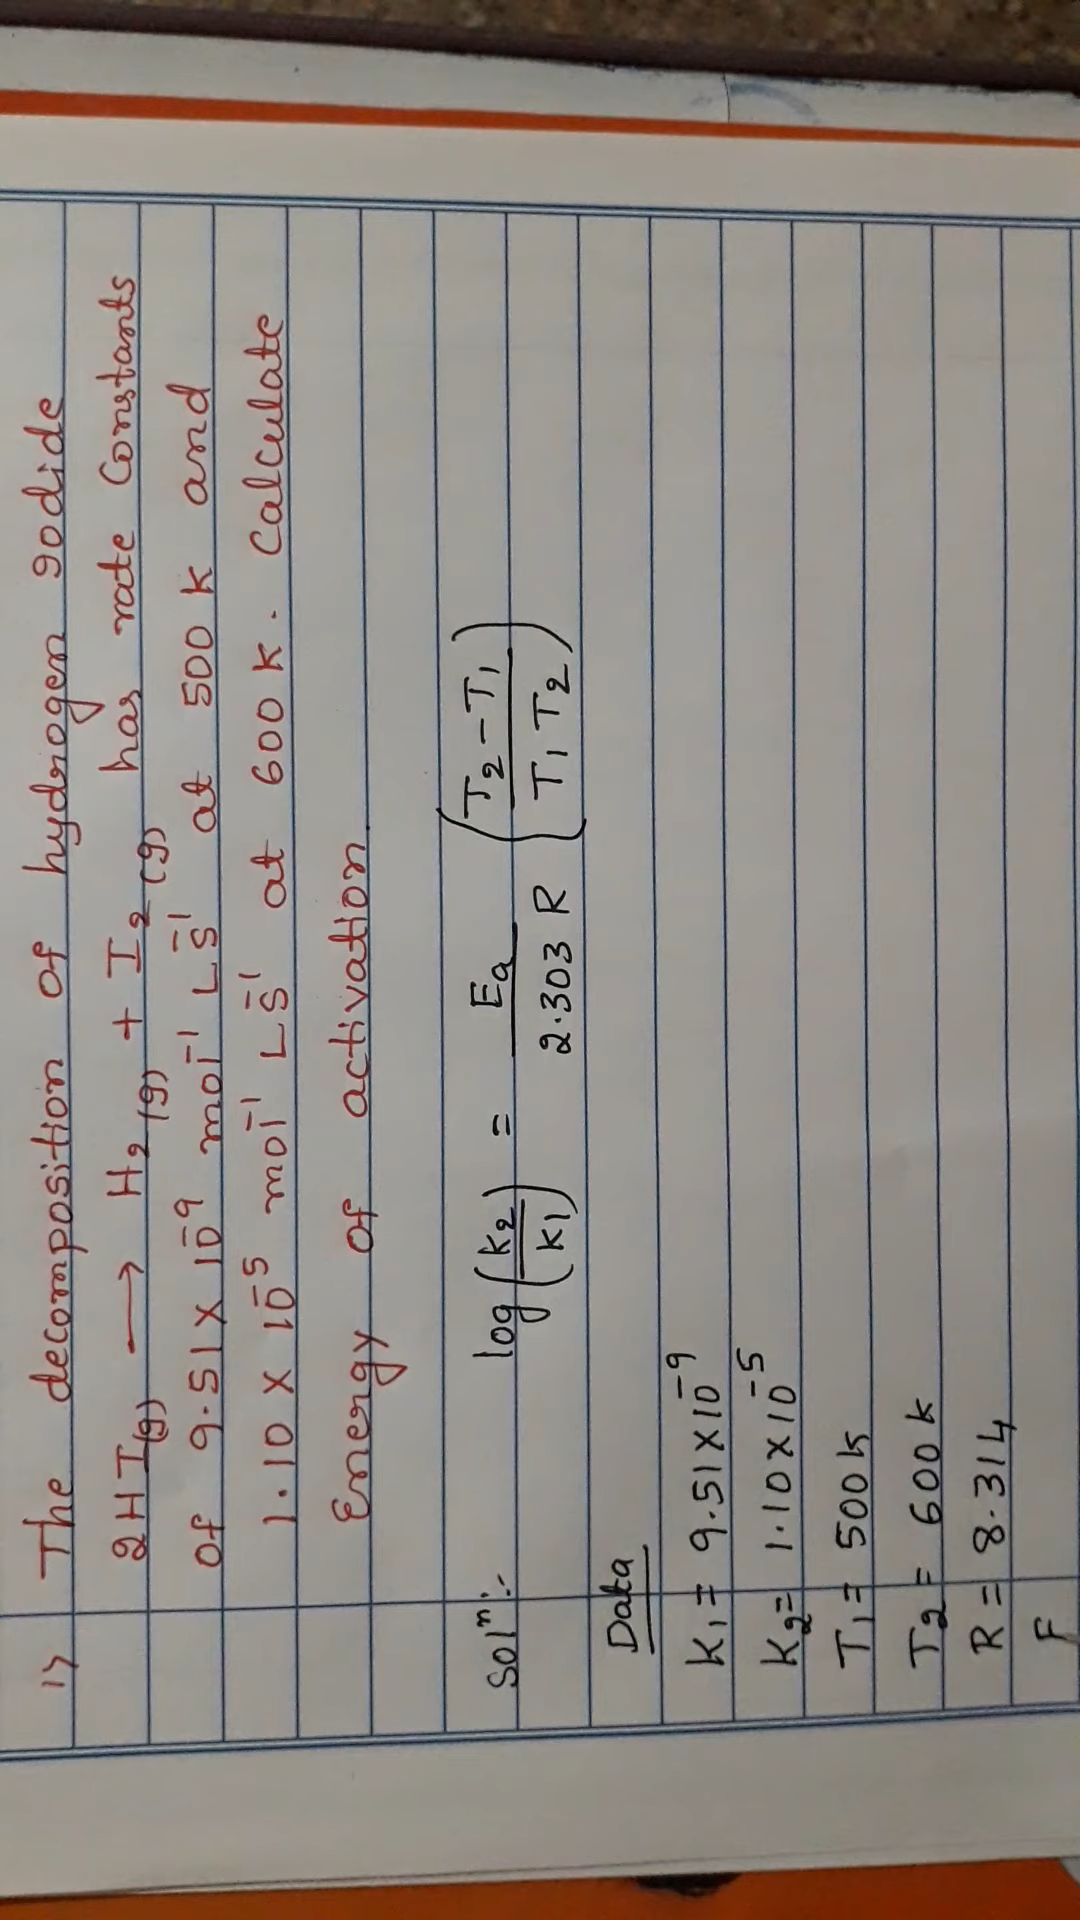 1) The decomposition of hydrogen Iodide
2HI(g) ⟶ H₂(g) + I₂(g) has rate Constants
of 9.51 X 10⁻⁹ mol⁻¹ L s⁻¹ at 500 K and
1.10 X 10⁻⁵ mol⁻¹ L s⁻¹ at 600 K. Calculate
Energy of activation
Solⁿ:- log (k₂/k₁) = Ea/2.303 R (T₂-T₁/T₁ T₂)
Data
K₁ = 9.51 X 10⁻⁹
K₂ = 1.10 X 10⁻⁵
T₁ = 500 k
T₂ = 600 k
R = 8.314